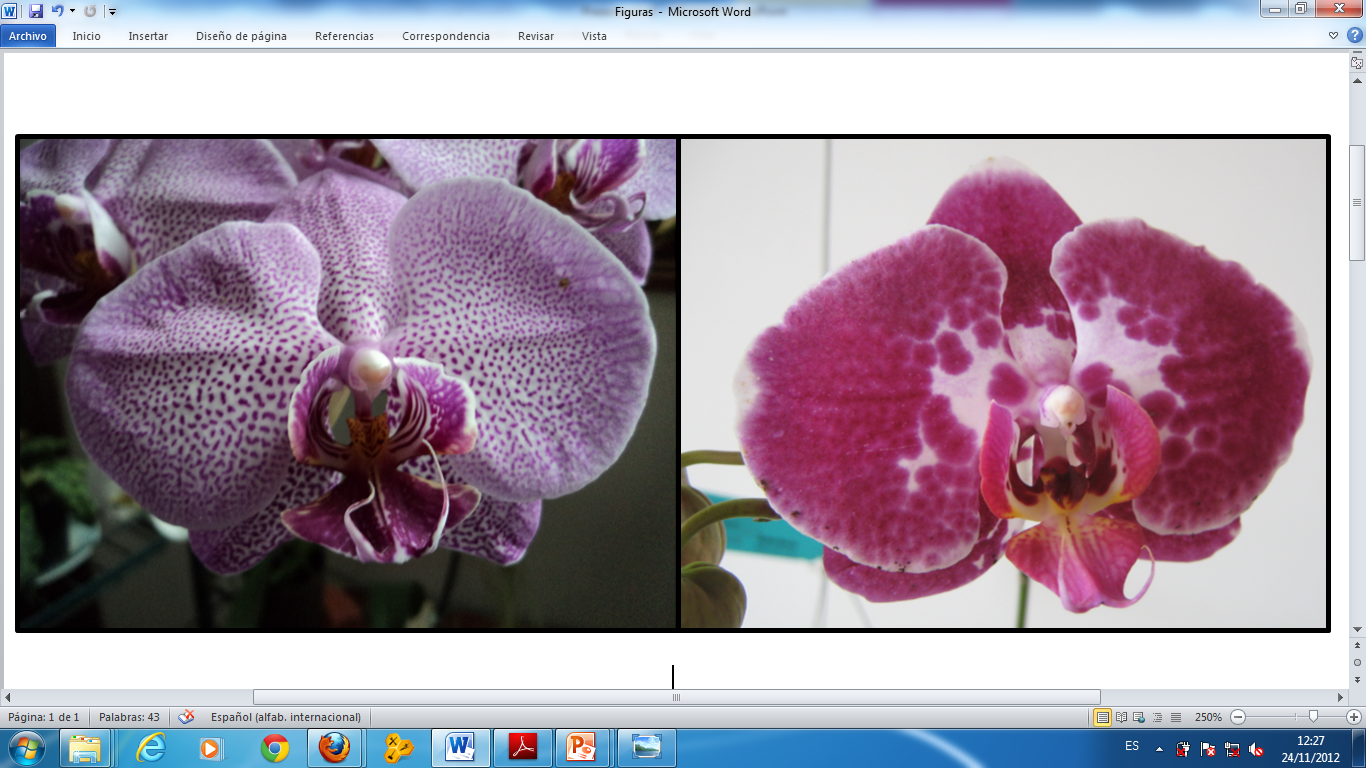 Figuras - Microsoft Word
Archivo Inicio Insertar Diseño de página Referencias Correspondencia Revisar Vista
Página: 1 de 1 Palabras: 43 Español (alfab. internacional) 250%
ES 12:27
24/11/2012